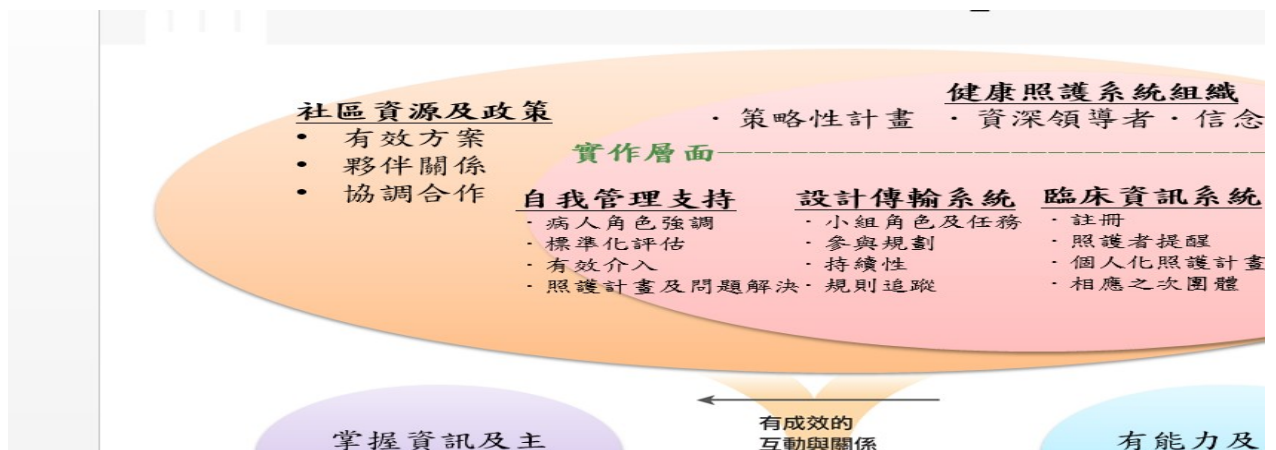 社區資源及政策
• 有效方案
• 夥伴關係
• 協調合作
健康照護系統組織
・策略性計畫 ・資深領導者・信念
實作層面
自我管理支持
・病人角色強調
・標準化評估
・有效介入
・照護計畫及問題解決
設計傳輸系統
・小組角色及任務
・參與規劃
・持續性
・規則追蹤
臨床資訊系統
・註冊
・照護者提醒
・個人化照護計畫
・相應之次團體
掌握資訊及主
有成效的
互動與關係
有能力及